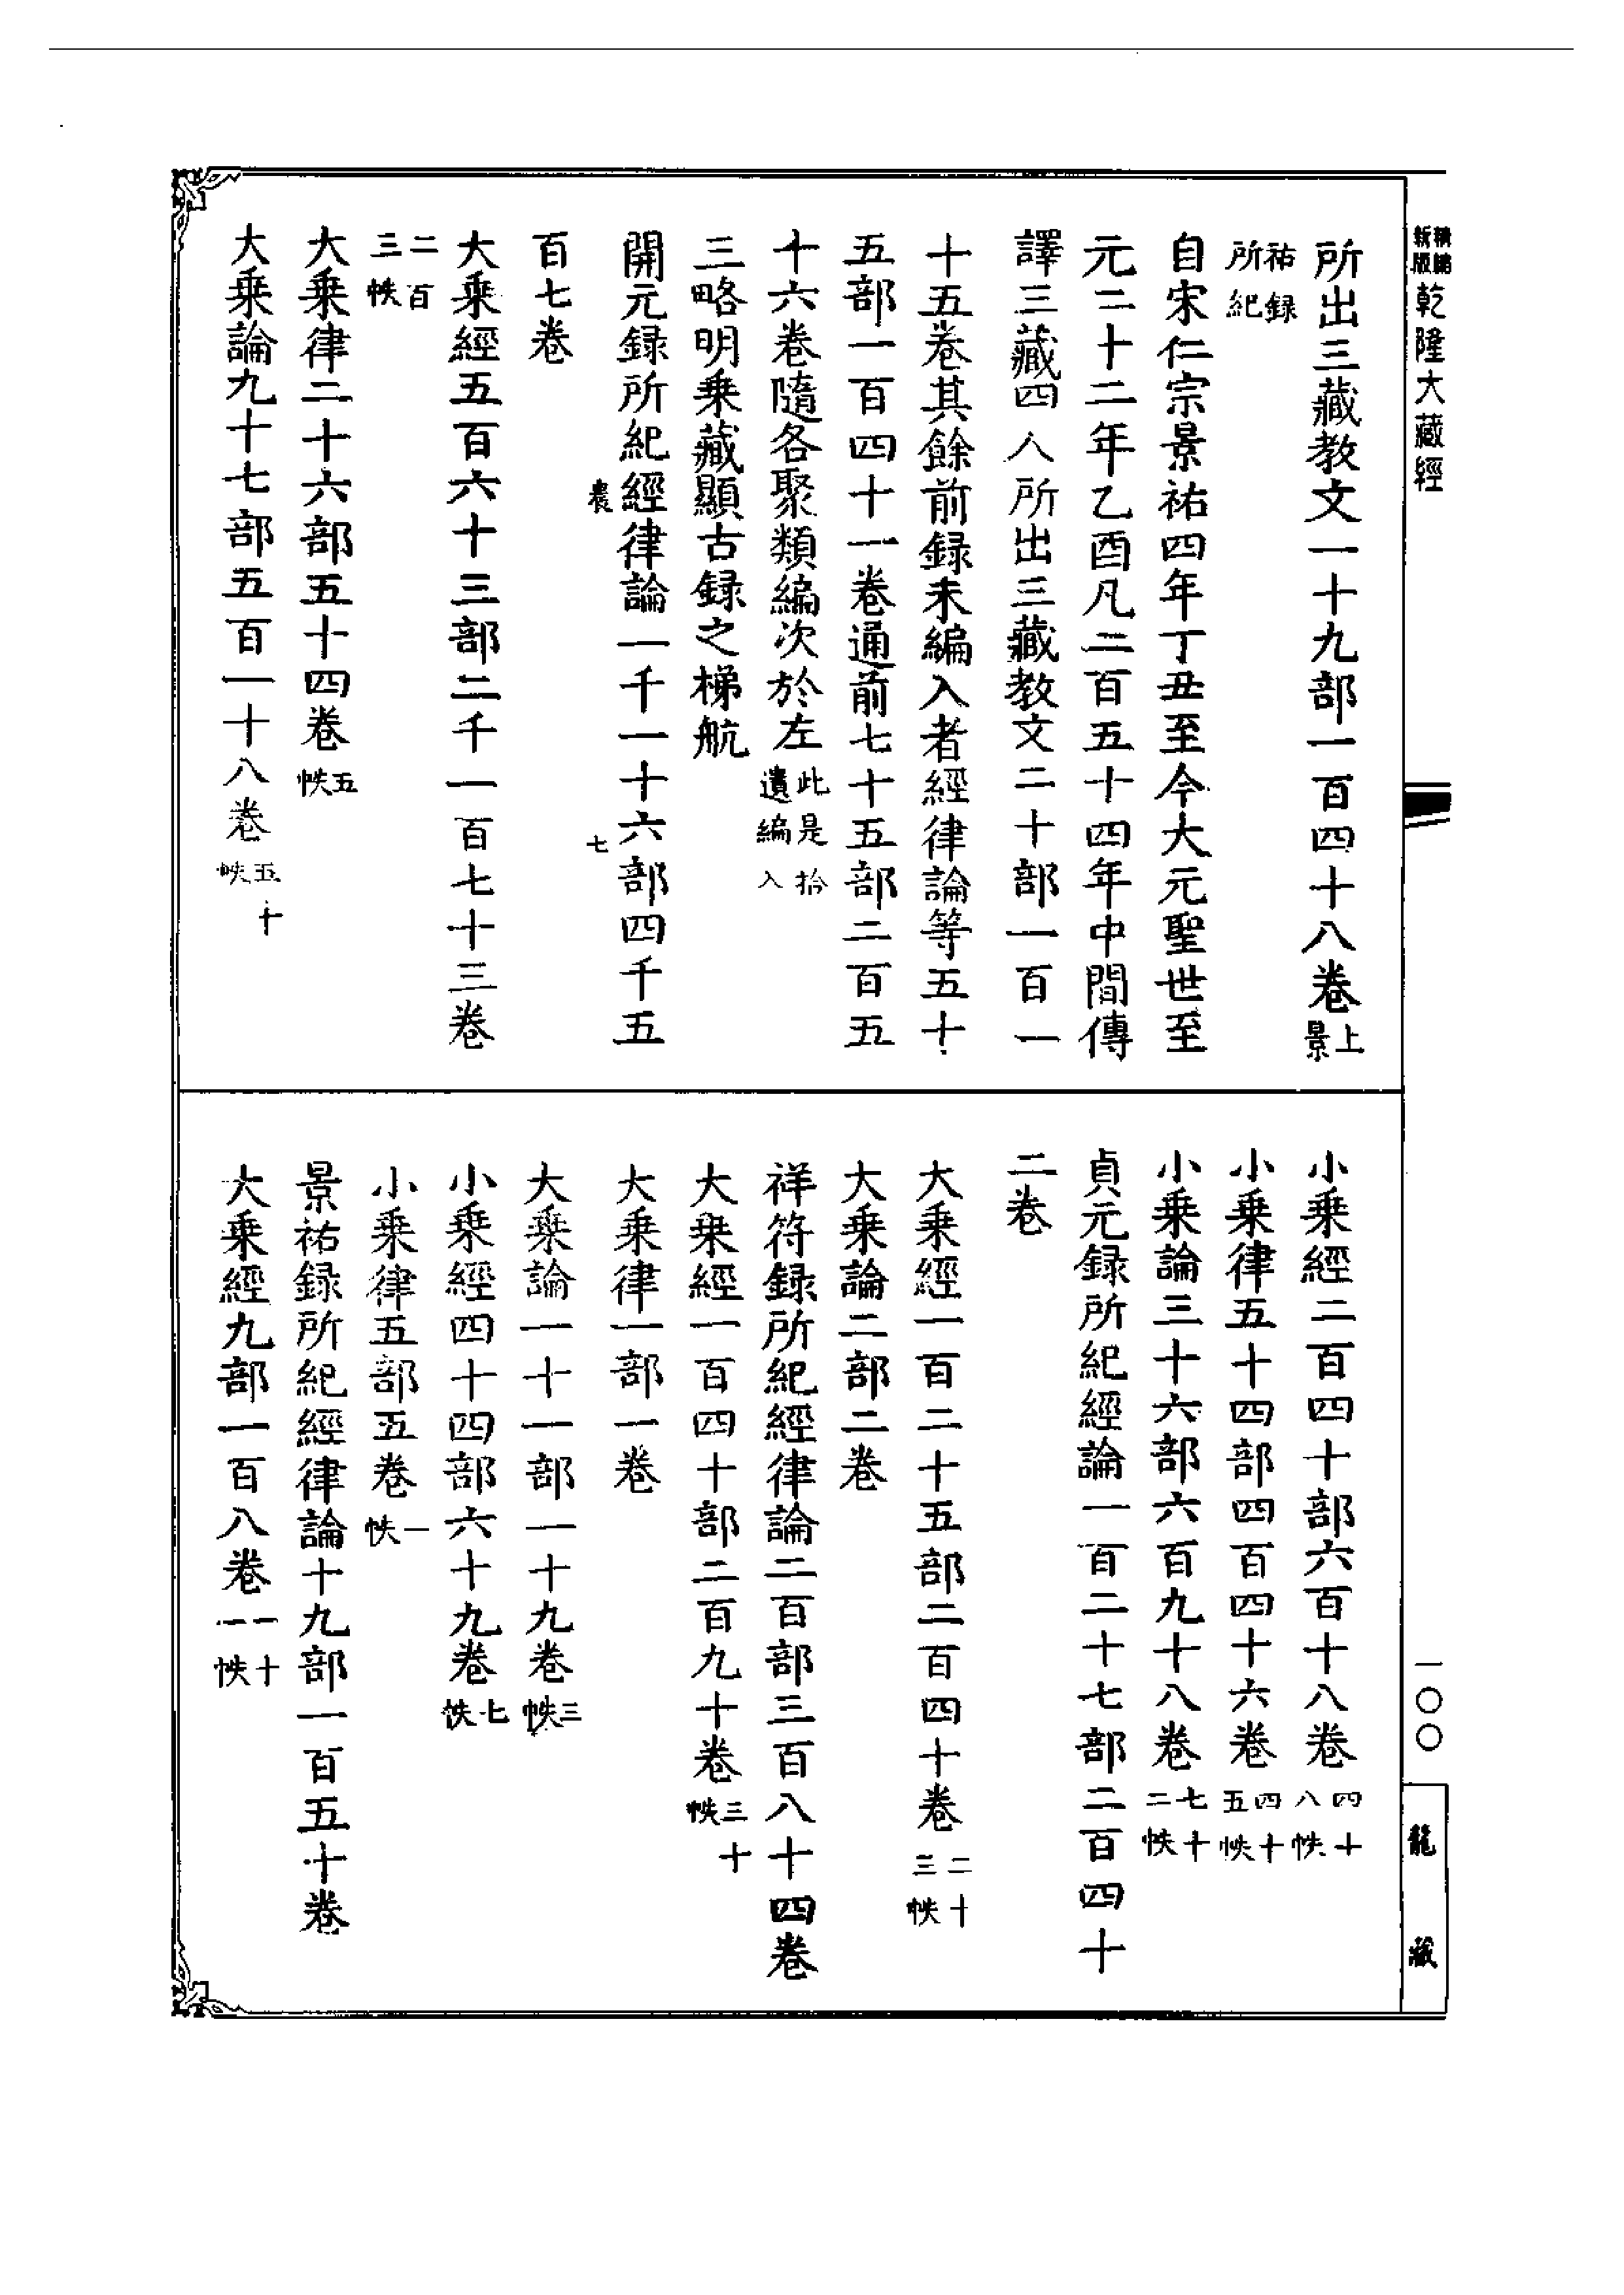 新版
乾隆大藏經
所出三藏教文一十九部一百四十八卷上景
祐録所紀
自宋仁宗景祐四年丁丑至今大元聖世至
元二十二年乙酉凡二百五十四年中間傳
譯三藏四人所出三藏教文二十部一百一
十五卷其餘前録未編入者經律論等五十
五部一百四十一卷通前七十五部二百五
十六卷隨各聚類編次於左此是拾遺編入
三略明乘藏顯古録之梯航
開元録所紀經律論一千一十六部四千五
農 七
百七卷
大乘經五百六十三部二千一百七十三卷
二百三帙
大乘律二十六部五十四卷五帙
大乘論九十七部五百一十八卷五十帙
小乘經二百四十部六百十八卷四十八帙
小乘律五十四部四百四十六卷四十五帙
小乘論三十六部六百九十八卷七十二帙
貞元録所紀經論一百二十七部二百四十
二卷
大乘經一百二十五部二百四十卷二十三帙
大乘論二部二卷
祥符録所紀經律論二百部三百八十四卷
大乘經一百四十部二百九十卷三十帙
大乘律一部一卷
大乘論一十一部一十九卷三帙
小乘經四十四部六十九卷七帙
小乘律五部五卷一帙
景祐録所紀經律論十九部一百五十卷
大乘經九部一百八卷一十一帙
一〇〇
龍藏